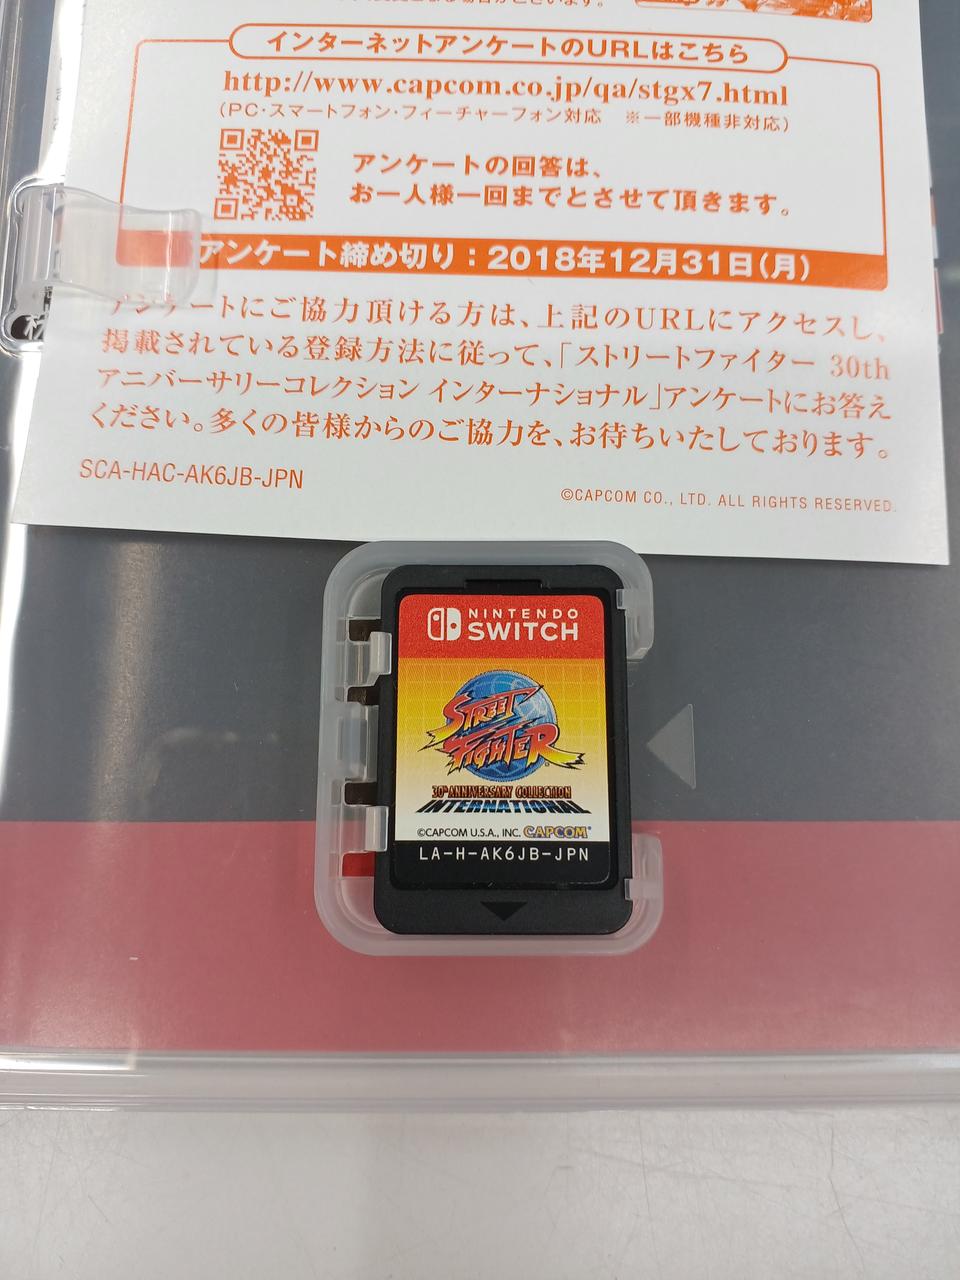 インターネットアンケートのURLはこちら
http://www.capcom.co.jp/qa/stgx7.html
(PC・スマートフォン・フィーチャーフォン対応　※一部機種非対応)
アンケートの回答は、
お一人様一回までとさせて頂きます。
アンケート締め切り：2018年12月31日(月)
アンケートにご協力頂ける方は、上記のURLにアクセスし、
掲載されている登録方法に従って、「ストリートファイター 30th
アニバーサリーコレクション インターナショナル」アンケートにお答え
ください。多くの皆様からのご協力を、お待ちいたしております。
SCA-HAC-AK6JB-JPN
©CAPCOM CO., LTD. ALL RIGHTS RESERVED.
NINTENDO
SWITCH
STREET
FIGHTER
30th ANNIVERSARY COLLECTION
INTERNATIONAL
©CAPCOM U.S.A., INC. CAPCOM
LA-H-AK6JB-JPN